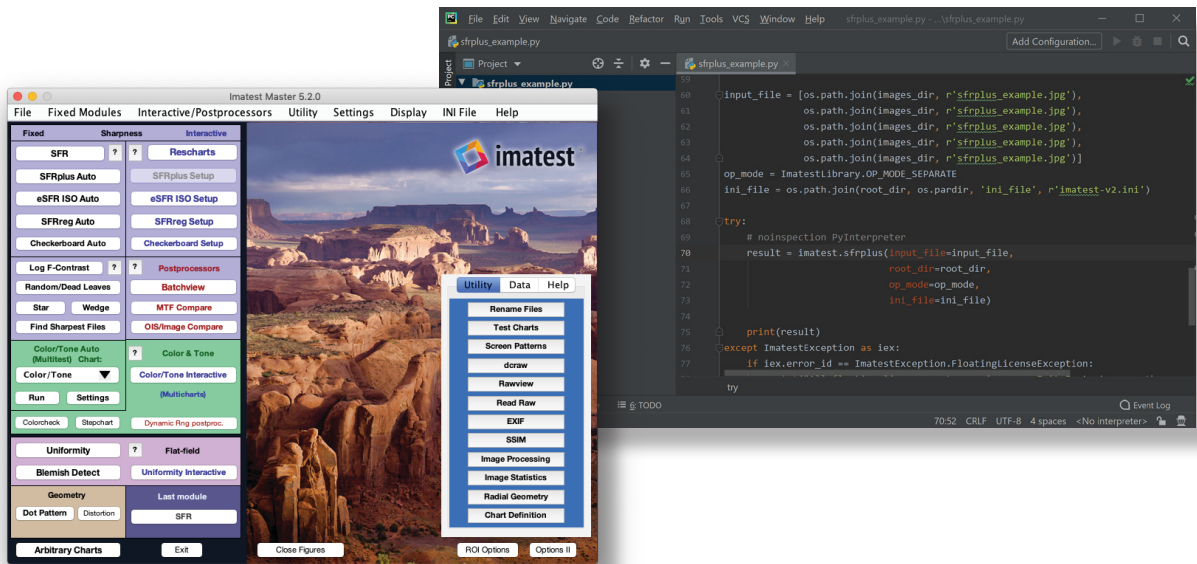 File Edit View Navigate Code Refactor Run Tools VCS Window Help sfrplus_example.py - ...\sfrplus_example.py
sfrplus_example.py
Add Configuration...
Project
Project
sfrplus_example.py
sfrplus_example.py
59
60 input_file = [os.path.join(images_dir, r'sfrplus_example.jpg'),
61 os.path.join(images_dir, r'sfrplus_example.jpg'),
62 os.path.join(images_dir, r'sfrplus_example.jpg'),
63 os.path.join(images_dir, r'sfrplus_example.jpg'),
64 os.path.join(images_dir, r'sfrplus_example.jpg')]
65 op_mode = ImatestLibrary.OP_MODE_SEPARATE
66 ini_file = os.path.join(root_dir, os.pardir, 'ini_file', r'imatest-v2.ini')
67
68 try:
69 # noinspection PyInterpreter
70 result = imatest.sfrplus(input_file=input_file,
71 root_dir=root_dir,
72 op_mode=op_mode,
73 ini_file=ini_file)
74
75 print(result)
76 except ImatestException as iex:
77 if iex.error_id == ImatestException.FloatingLicenseException:
try
6: TODO
Event Log
70:52 CRLF UTF-8 4 spaces <No interpreter>
Imatest Master 5.2.0
File Fixed Modules Interactive/Postprocessors Utility Settings Display INI File Help
Fixed Sharpness Interactive
SFR ? ? Rescharts
SFRplus Auto SFRplus Setup
eSFR ISO Auto eSFR ISO Setup
SFRreg Auto SFRreg Setup
Checkerboard Auto Checkerboard Setup
Log F-Contrast ? ? Postprocessors
Random/Dead Leaves Batchview
Star Wedge MTF Compare
Find Sharpest Files OIS/Image Compare
Color/Tone Auto
(Multitest) Chart:
? Color & Tone
Color/Tone Color/Tone Interactive
(Multicharts)
Run Settings
Colorcheck Stepchart Dynamic Rng postproc.
Uniformity ? Flat-field
Blemish Detect Uniformity Interactive
Geometry Last module
Dot Pattern Distortion SFR
Arbitrary Charts Exit Close Figures ROI Options Options II
imatest
Utility Data Help
Rename Files
Test Charts
Screen Patterns
dcraw
Rawview
Read Raw
EXIF
SSIM
Image Processing
Image Statistics
Radial Geometry
Chart Definition